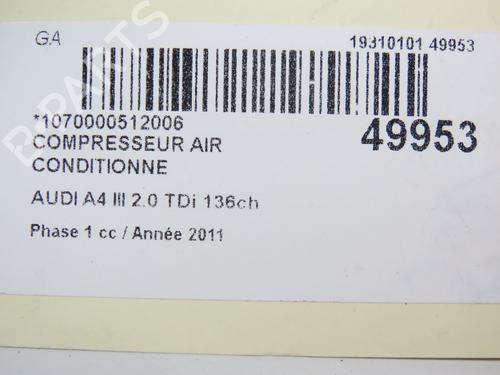 GA
19310101 49953
*1070000512006
49953
COMPRESSEUR AIR
CONDITIONNE
AUDI A4 III 2.0 TDi 136ch
Phase 1 cc / Année 2011
B-PARTS